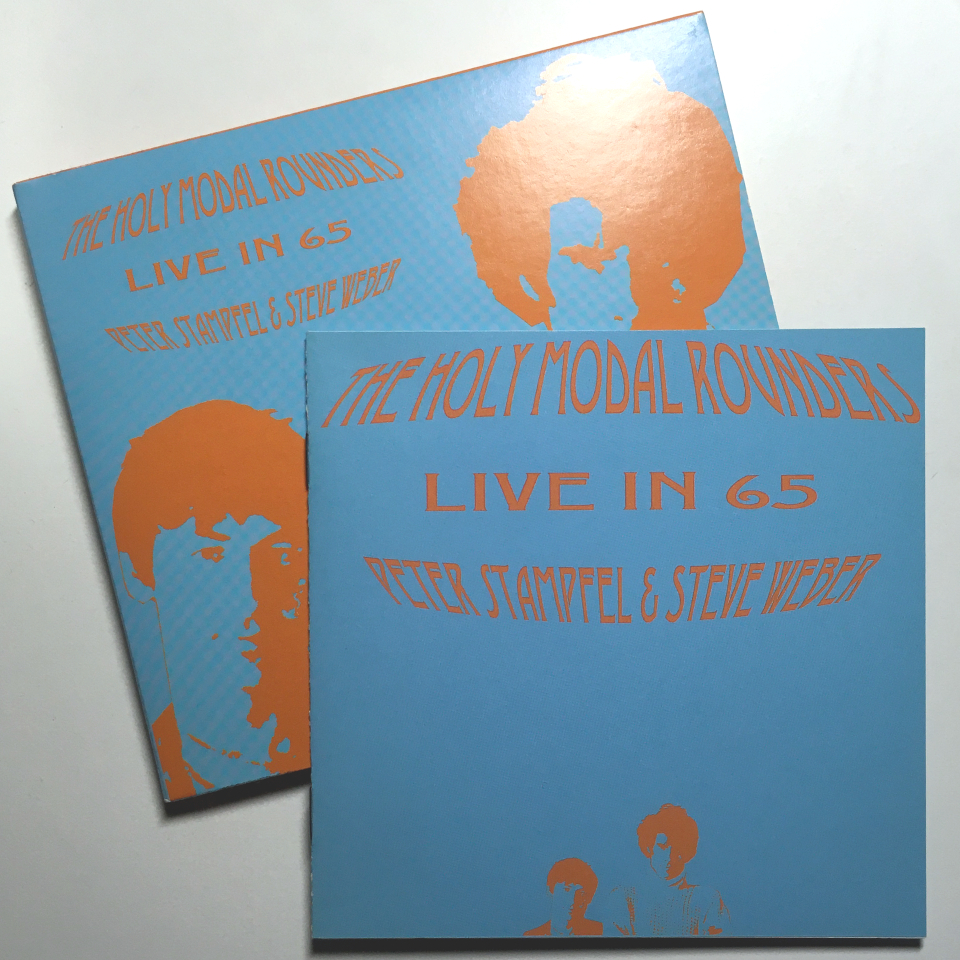 THE HOLY MODAL ROUNDERS
LIVE IN 65
PETER STAMPFEL & STEVE WEBER
THE HOLY MODAL ROUNDERS
LIVE IN 65
PETER STAMPFEL & STEVE WEBER